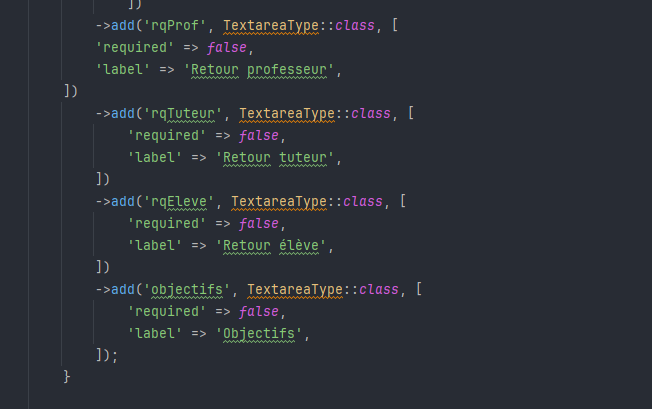 ])
->add('rqProf', TextareaType::class, [
'required' => false,
'label' => 'Retour professeur',
])
->add('rqTuteur', TextareaType::class, [
'required' => false,
'label' => 'Retour tuteur',
])
->add('rqEleve', TextareaType::class, [
'required' => false,
'label' => 'Retour élève',
])
->add('objectifs', TextareaType::class, [
'required' => false,
'label' => 'Objectifs',
]);
}